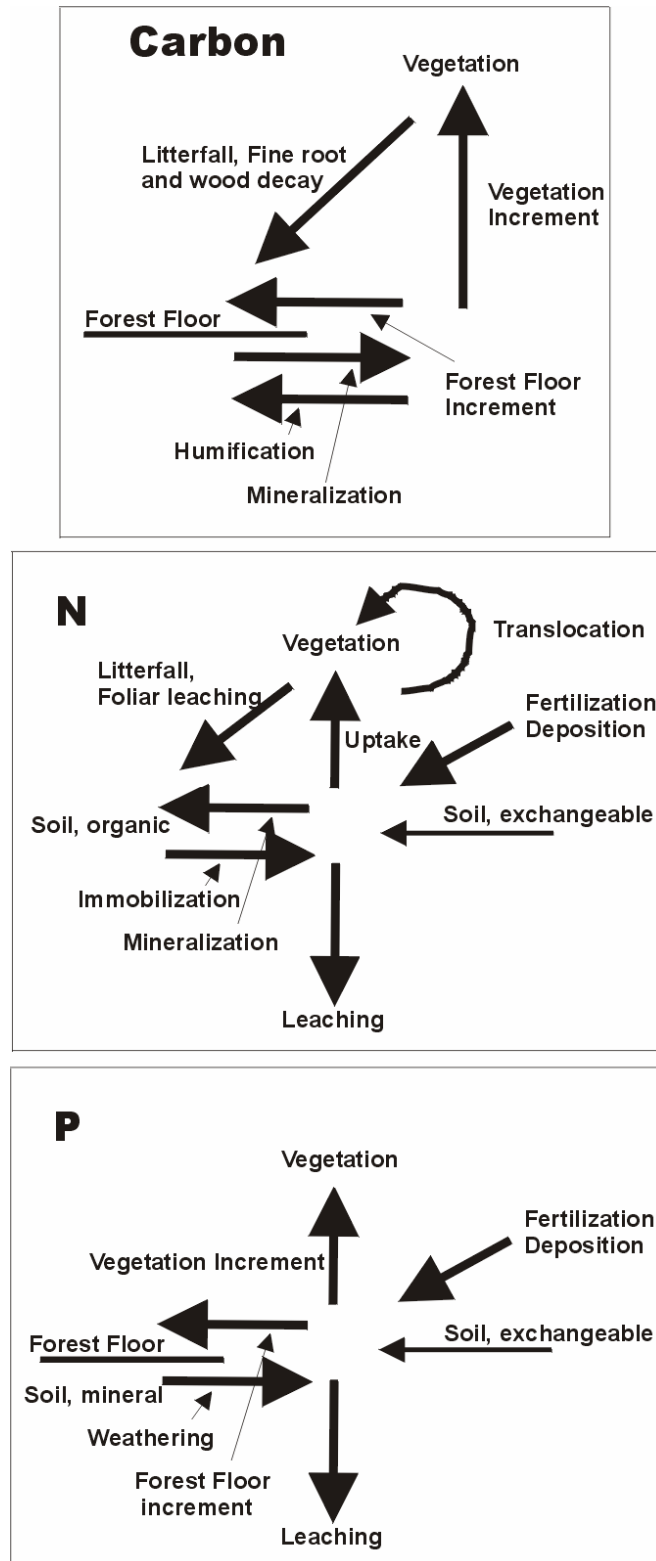 Carbon
Vegetation
Litterfall, Fine root
and wood decay
Vegetation
Increment
Forest Floor
Forest Floor
Increment
Humification
Mineralization
N
Vegetation
Translocation
Litterfall,
Foliar leaching
Fertilization
Deposition
Uptake
Soil, organic
Soil, exchangeable
Immobilization
Mineralization
Leaching
P
Vegetation
Fertilization
Deposition
Vegetation Increment
Forest Floor
Soil, exchangeable
Soil, mineral
Weathering
Forest Floor
increment
Leaching